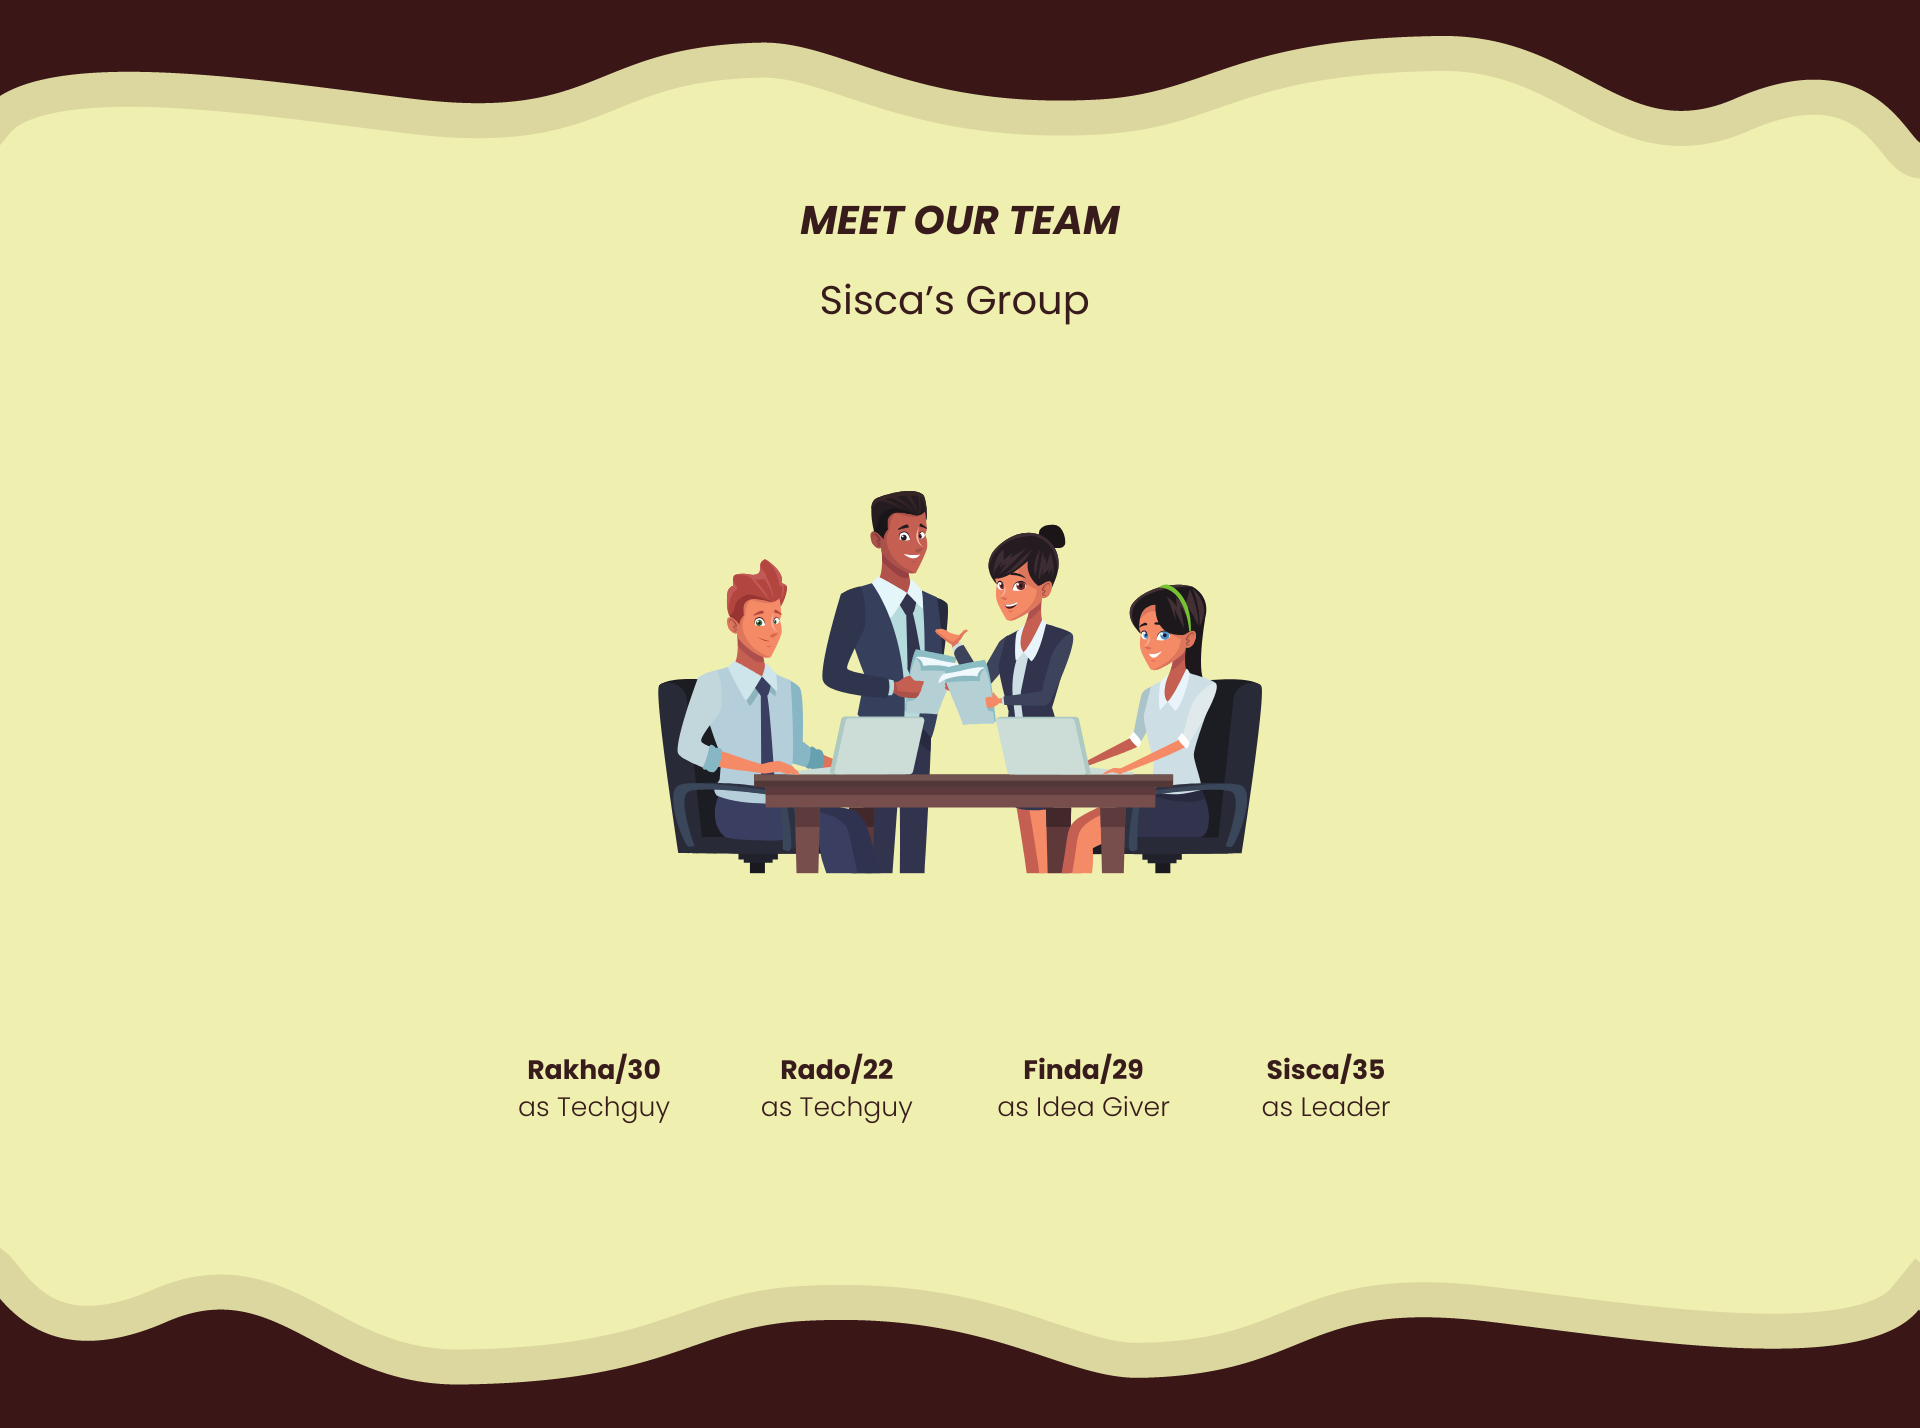 MEET OUR TEAM
Sisca’s Group
Rakha/30 Rado/22 Finda/29 Sisca/35
as Techguy as Techguy as Idea Giver as Leader